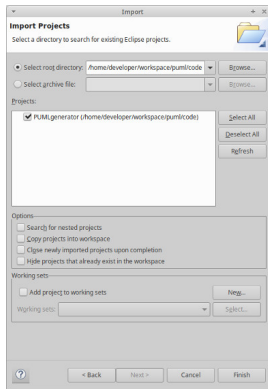 Import
Import Projects
Select a directory to search for existing Eclipse projects.
Select root directory: /home/developer/workspace/puml/code Browse...
Select archive file: Browse...
Projects:
PUMLgenerator (/home/developer/workspace/puml/code)
Select All
Deselect All
Refresh
Options
Search for nested projects
Copy projects into workspace
Close newly imported projects upon completion
Hide projects that already exist in the workspace
Working sets
Add project to working sets New...
Working sets: Select...
? < Back Next > Cancel Finish